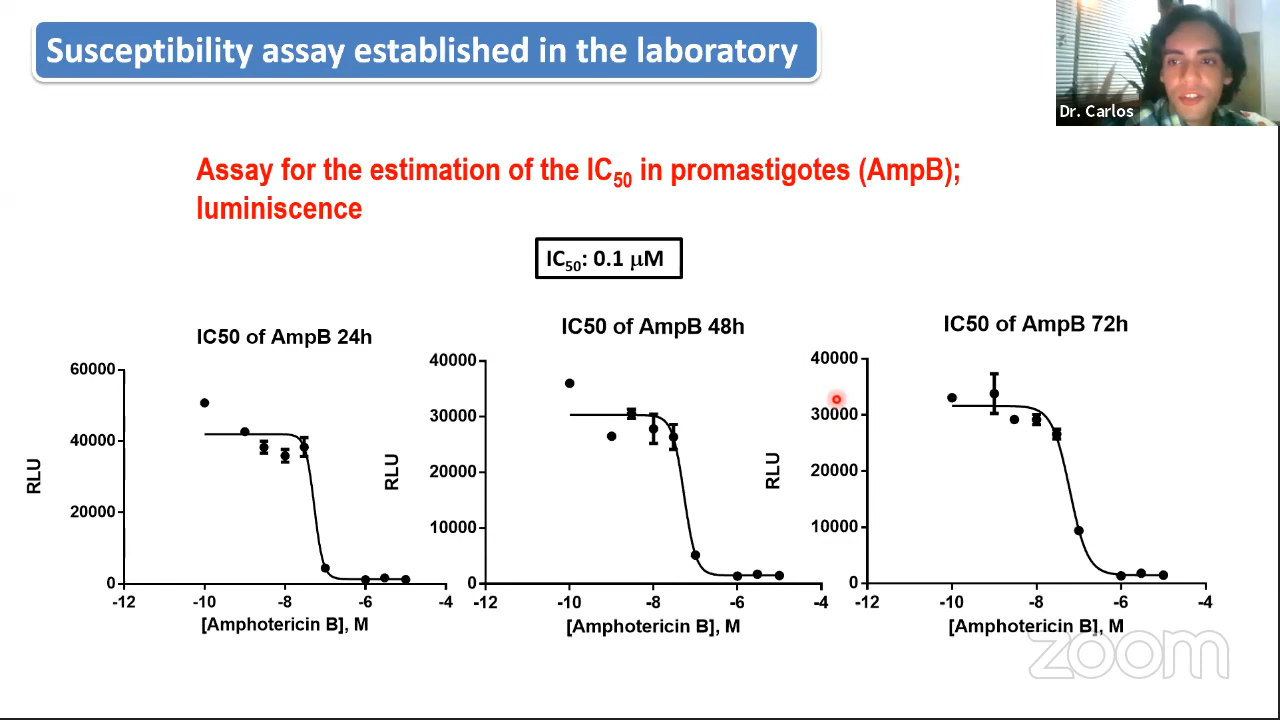 Susceptibility assay established in the laboratory
Dr. Carlos
Assay for the estimation of the IC50 in promastigotes (AmpB);
luminiscence
IC50: 0.1 μM
IC50 of AmpB 24h
60000
40000
20000
0
RLU
-12 -10 -8 -6 -4
[Amphotericin B], M
IC50 of AmpB 48h
40000
30000
20000
10000
0
RLU
-12 -10 -8 -6 -4
[Amphotericin B], M
IC50 of AmpB 72h
40000
30000
20000
10000
0
RLU
-12 -10 -8 -6 -4
[Amphotericin B], M
zoom